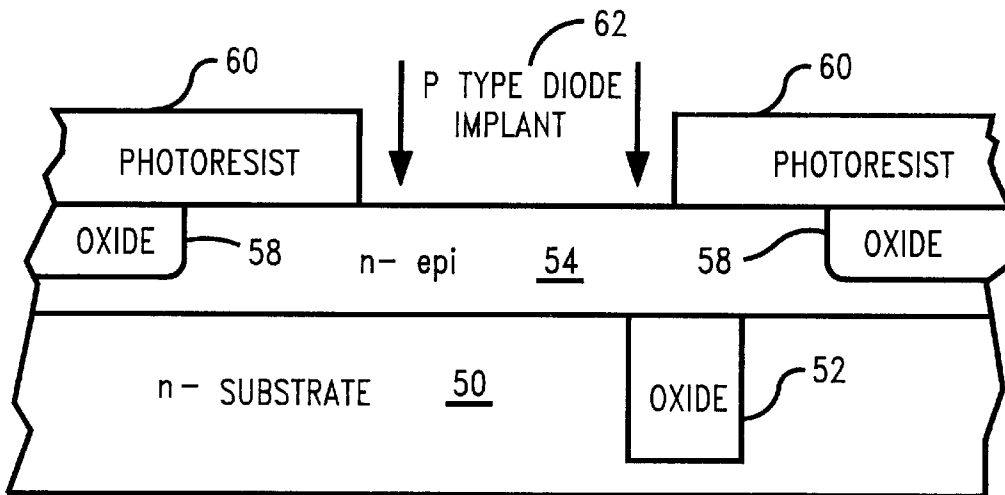 62
60
P TYPE DIODE
IMPLANT
60
PHOTORESIST
PHOTORESIST
OXIDE
58
n- epi 54
58
OXIDE
n- SUBSTRATE 50
OXIDE
52